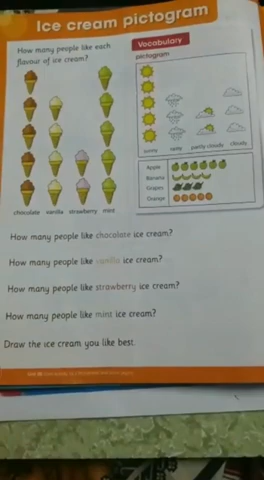 Ice cream pictogram
How many people like each
flavour of ice cream?
chocolate vanilla strawberry mint
Vocabulary
pictogram
sunny rainy partly cloudy cloudy
Apple
Banana
Grapes
Orange
How many people like chocolate ice cream?
How many people like vanilla ice cream?
How many people like strawberry ice cream?
How many people like mint ice cream?
Draw the ice cream you like best.